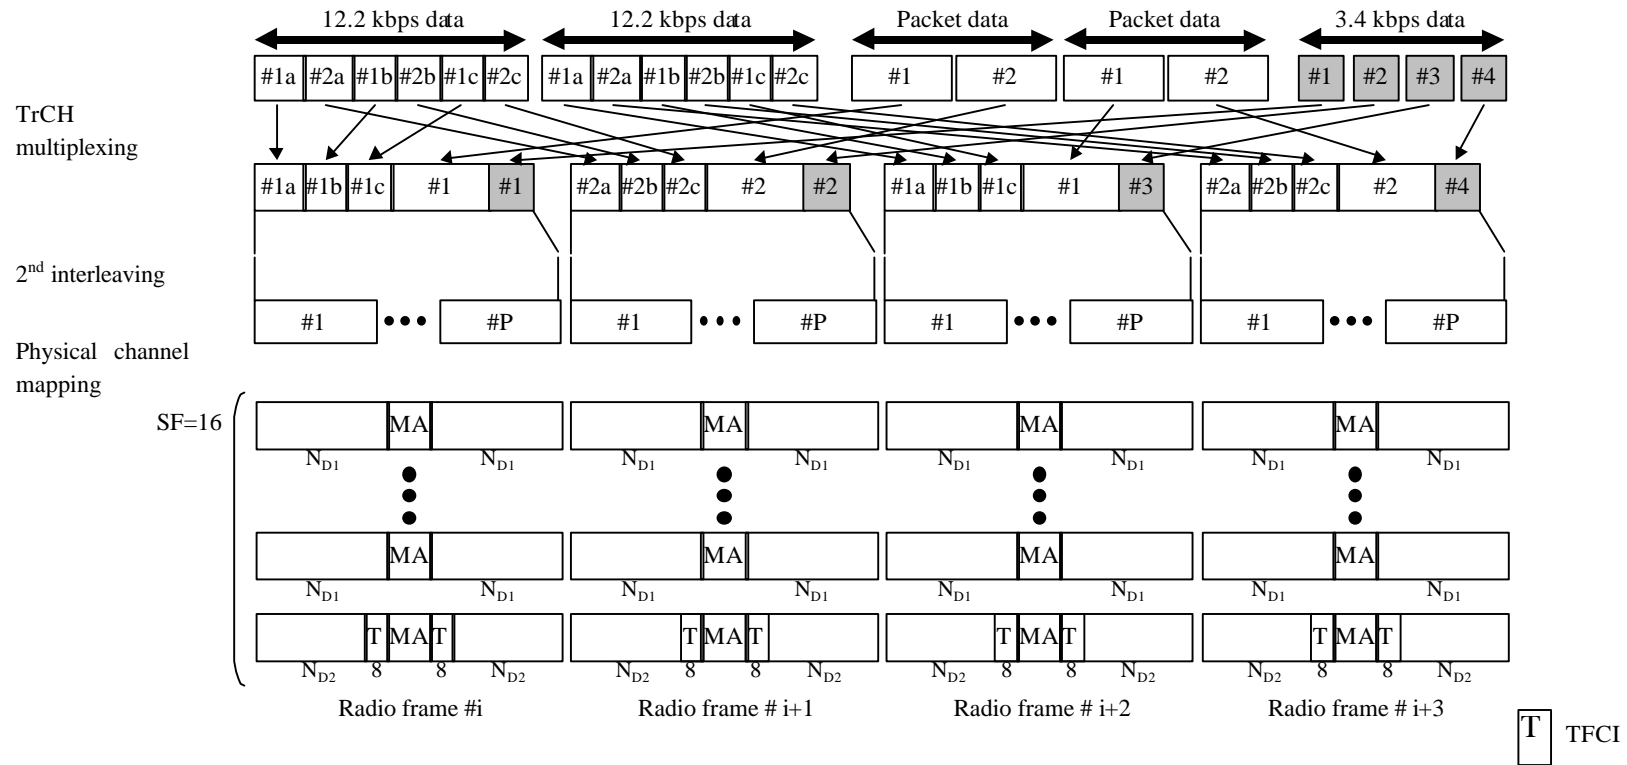 12.2 kbps data 12.2 kbps data Packet data Packet data 3.4 kbps data
#1a #2a #1b #2b #1c #2c #1a #2a #1b #2b #1c #2c #1 #2 #1 #2 #1 #2 #3 #4
TrCH
multiplexing
#1a #1b #1c #1 #1 #2a #2b #2c #2 #2 #1a #1b #1c #1 #3 #2a #2b #2c #2 #4
2nd interleaving
#1 ••• #P #1 ••• #P #1 ••• #P #1 ••• #P
Physical channel
mapping
SF=16
MA MA MA MA
ND1 ND1 ND1 ND1 ND1 ND1 ND1 ND1
MA MA MA MA
ND1 ND1 ND1 ND1 ND1 ND1 ND1 ND1
T MA T T MA T T MA T T MA T
ND2 8 8 ND2 ND2 8 8 ND2 ND2 8 8 ND2 ND2 8 8 ND2
Radio frame #i Radio frame # i+1 Radio frame # i+2 Radio frame # i+3
T TFCI